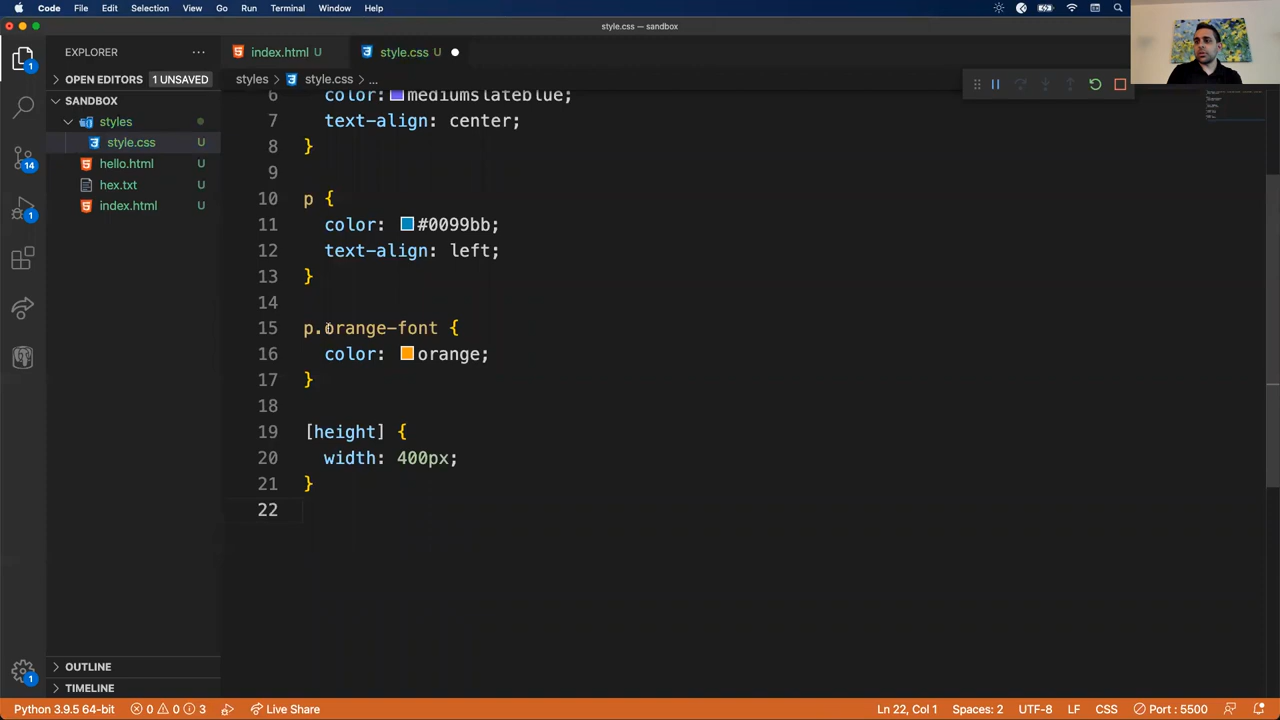 Code File Edit Selection View Go Run Terminal Window Help
style.css — sandbox
EXPLORER
index.html U
style.css U
OPEN EDITORS 1 UNSAVED
styles > style.css > ...
SANDBOX
styles
style.css U
hello.html U
hex.txt U
index.html U
6 color: mediumslateblue;
7 text-align: center;
8 }
9
10 p {
11 color: #0099bb;
12 text-align: left;
13 }
14
15 p.orange-font {
16 color: orange;
17 }
18
19 [height] {
20 width: 400px;
21 }
22
1
14
1
OUTLINE
TIMELINE
1
Python 3.9.5 64-bit 0 0 3 Live Share Ln 22, Col 1 Spaces: 2 UTF-8 LF CSS Port : 5500